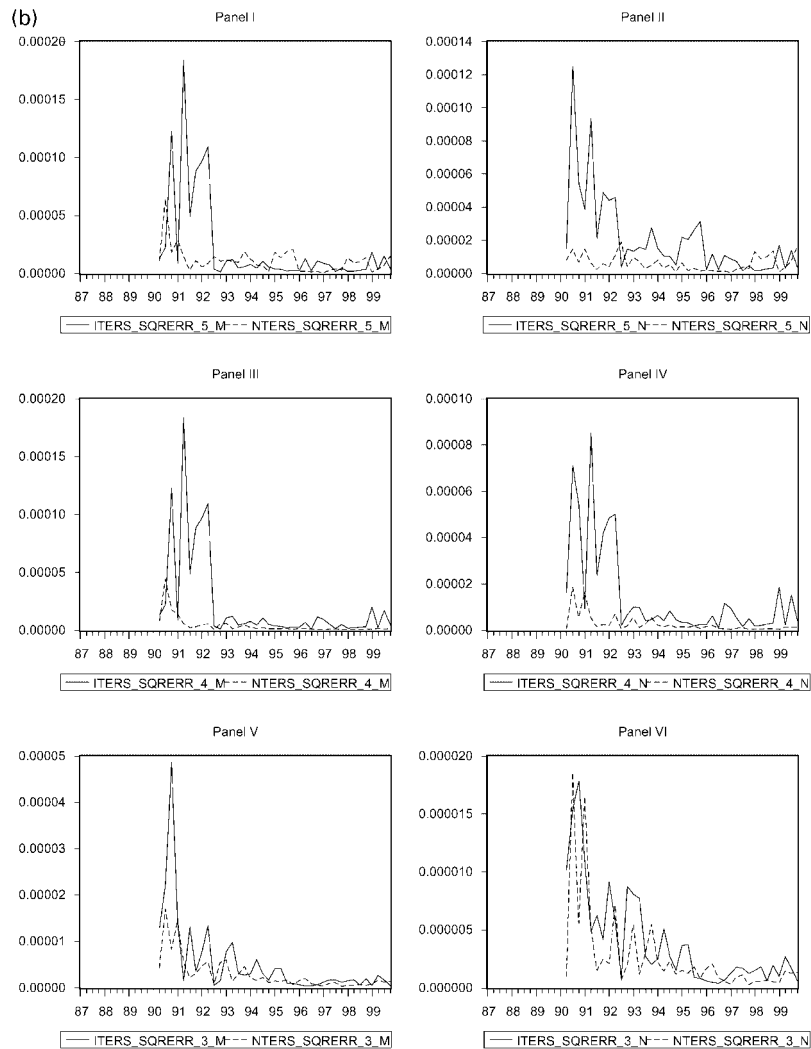 (b)
Panel I
0.00020
0.00015
0.00010
0.00005
0.00000
87 88 89 90 91 92 93 94 95 96 97 98 99
ITERS_SQRERR_5_M NTERS_SQRERR_5_M
Panel II
0.00014
0.00012
0.00010
0.00008
0.00006
0.00004
0.00002
0.00000
87 88 89 90 91 92 93 94 95 96 97 98 99
ITERS_SQRERR_5_N NTERS_SQRERR_5_N
Panel III
0.00020
0.00015
0.00010
0.00005
0.00000
87 88 89 90 91 92 93 94 95 96 97 98 99
ITERS_SQRERR_4_M NTERS_SQRERR_4_M
Panel IV
0.00010
0.00008
0.00006
0.00004
0.00002
0.00000
87 88 89 90 91 92 93 94 95 96 97 98 99
ITERS_SQRERR_4_N NTERS_SQRERR_4_N
Panel V
0.00005
0.00004
0.00003
0.00002
0.00001
0.00000
87 88 89 90 91 92 93 94 95 96 97 98 99
ITERS_SQRERR_3_M NTERS_SQRERR_3_M
Panel VI
0.000020
0.000015
0.000010
0.000005
0.000000
87 88 89 90 91 92 93 94 95 96 97 98 99
ITERS_SQRERR_3_N NTERS_SQRERR_3_N